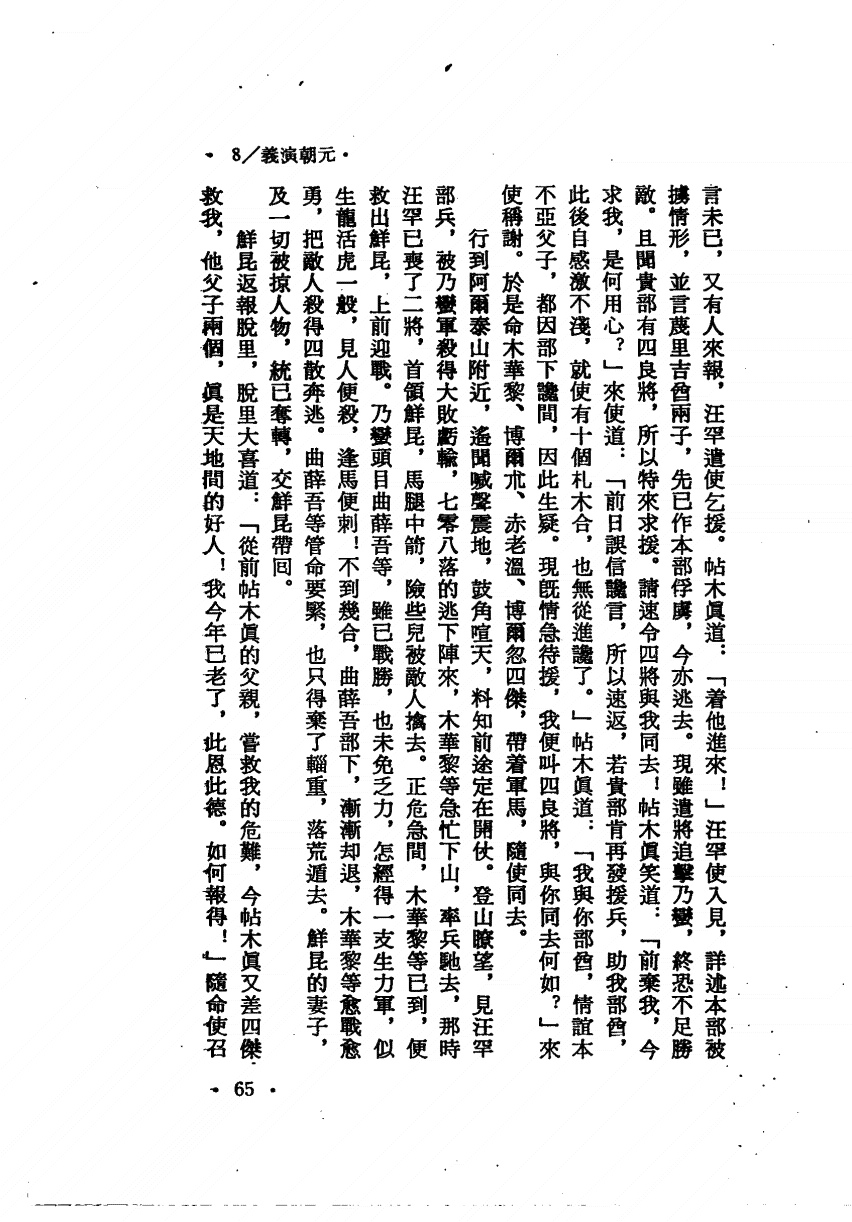 8/義演朝元
言未已，又有人來報，汪罕遣使乞援。帖木眞道：「着他進來！」汪罕使入見，詳述本部被
擄情形，並言蔑里吉酋兩子，先已作本部俘虜，今亦逃去。現雖遣將追擊乃蠻，終恐不足勝
敵。且聞貴部有四良將，所以特來求援。請速令四將與我同去！帖木眞笑道：「前棄我，今
求我，是何用心？」來使道：「前日誤信讒言，所以速返，若貴部肯再發援兵，助我部酋，
此後自感激不淺，就使有十個札木合，也無從進讒了。」帖木眞道：「我與你部酋，情誼本
不亞父子，都因部下讒間，因此生疑。現旣情急待援，我便叫四良將，與你同去何如？」來
使稱謝。於是命木華黎、博爾朮、赤老溫、博爾忽四傑，帶着軍馬，隨使同去。
行到阿爾泰山附近，遙聞喊聲震地，鼓角喧天，料知前途定在開仗。登山瞭望，見汪罕
部兵，被乃蠻軍殺得大敗虧輸，七零八落的逃下陣來，木華黎等急忙下山，率兵馳去，那時
汪罕已喪了二將，首領鮮昆，馬腿中箭，險些兒被敵人擒去。正危急間，木華黎等已到，便
救出鮮昆，上前迎戰。乃蠻頭目曲薛吾等，雖已戰勝，也未免乏力，怎經得一支生力軍，似
生龍活虎一般，見人便殺，逢馬便刺！不到幾合，曲薛吾部下，漸漸却退，木華黎等愈戰愈
勇，把敵人殺得四散奔逃。曲薛吾等管命要緊，也只得棄了輜重，落荒遁去。鮮昆的妻子，
及一切被掠人物，統已奪轉，交鮮昆帶回。
鮮昆返報脫里，脫里大喜道：「從前帖木眞的父親，嘗救我的危難，今帖木眞又差四傑
救我，他父子兩個，眞是天地間的好人！我今年已老了，此恩此德。如何報得！」隨命使召
65